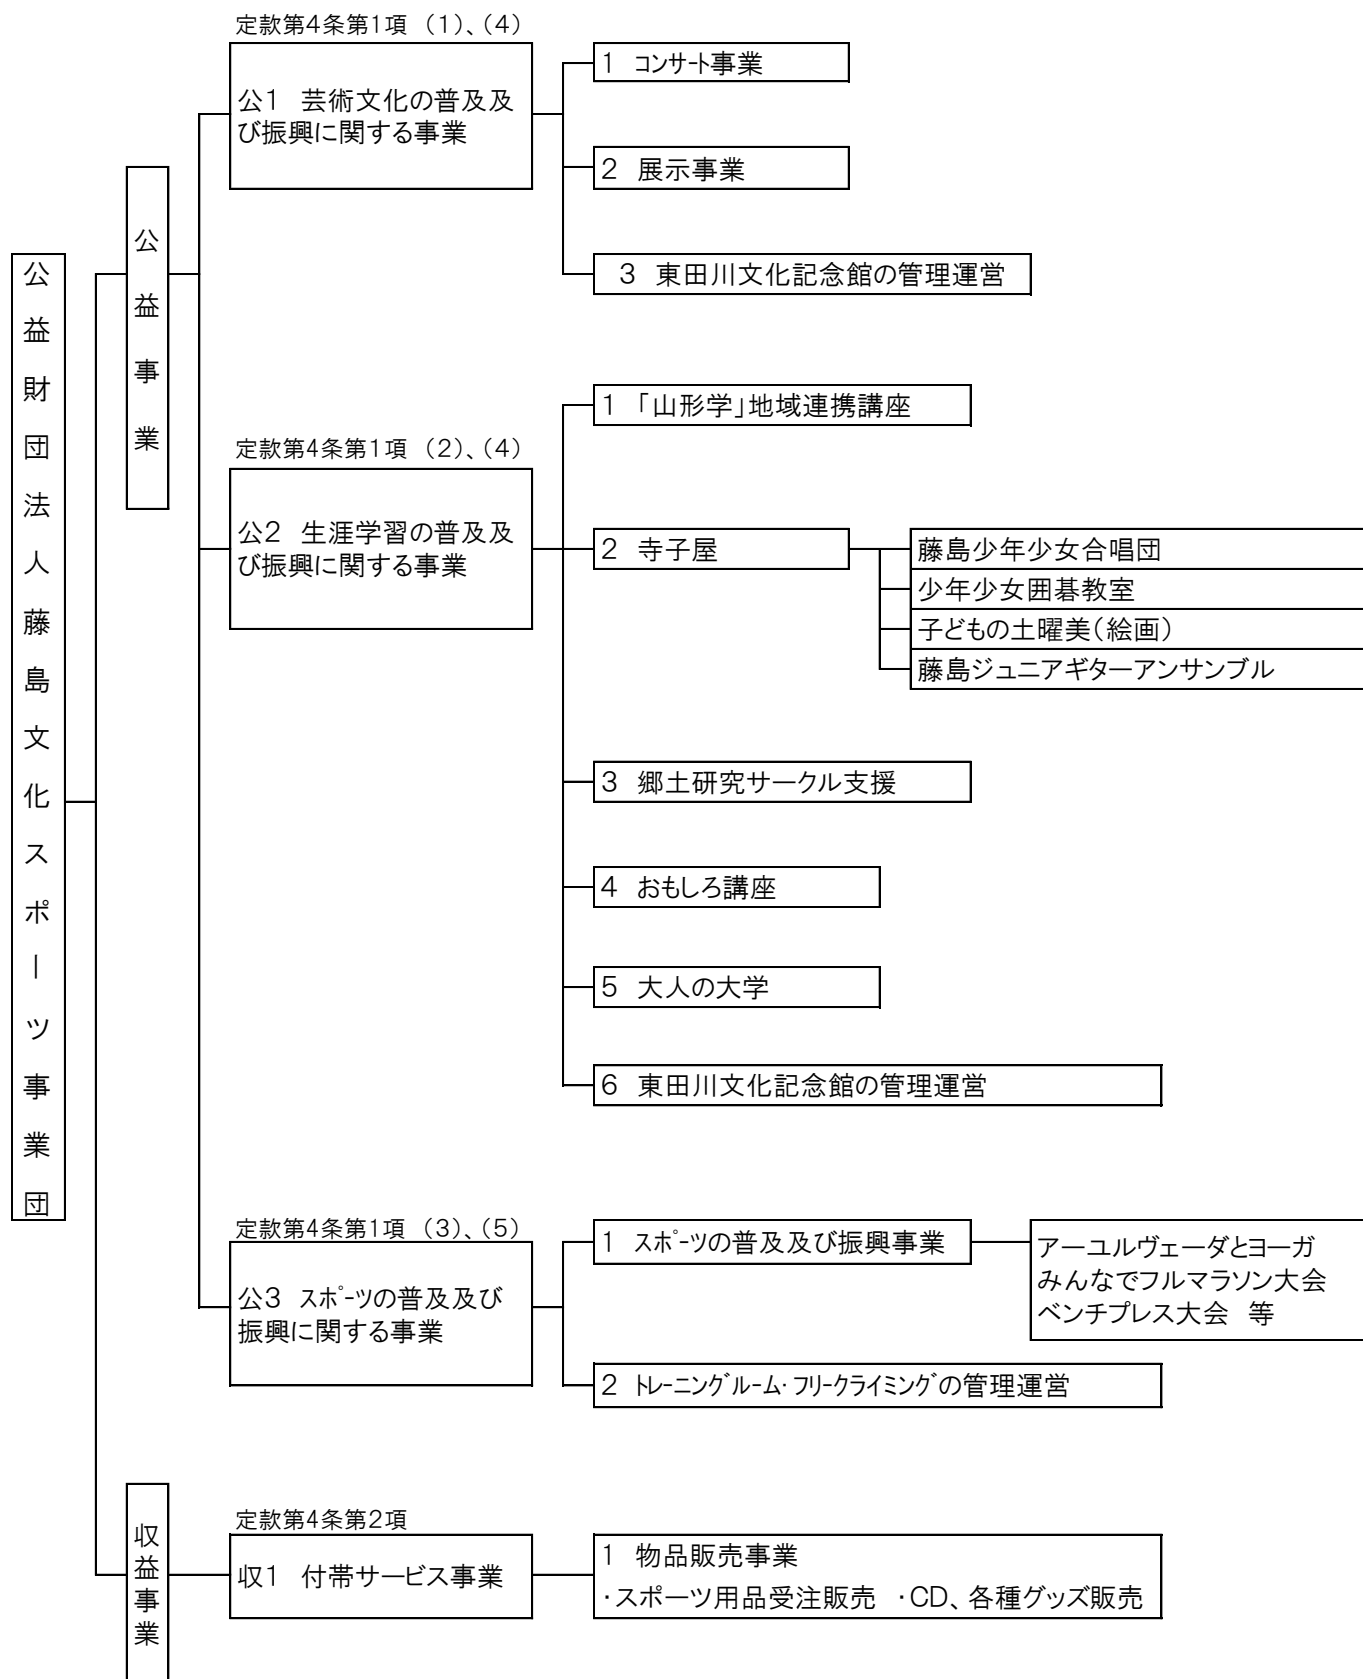 公益財団法人藤島文化スポーツ事業団
公益事業
定款第4条第1項 （1）、（4）
公1 芸術文化の普及及
び振興に関する事業
1 コンサート事業
2 展示事業
3 東田川文化記念館の管理運営
定款第4条第1項 （2）、（4）
公2 生涯学習の普及及
び振興に関する事業
1 「山形学」地域連携講座
2 寺子屋
藤島少年少女合唱団
少年少女囲碁教室
子どもの土曜美（絵画）
藤島ジュニアギターアンサンブル
3 郷土研究サークル支援
4 おもしろ講座
5 大人の大学
6 東田川文化記念館の管理運営
定款第4条第1項 （3）、（5）
公3 スポーツの普及及び
振興に関する事業
1 スポーツの普及及び振興事業
アーユルヴェーダとヨーガ
みんなでフルマラソン大会
ベンチプレス大会 等
2 トレーニングルーム・フリークライミングの管理運営
収益事業
定款第4条第2項
収1 付帯サービス事業
1 物品販売事業
・スポーツ用品受注販売 ・CD、各種グッズ販売